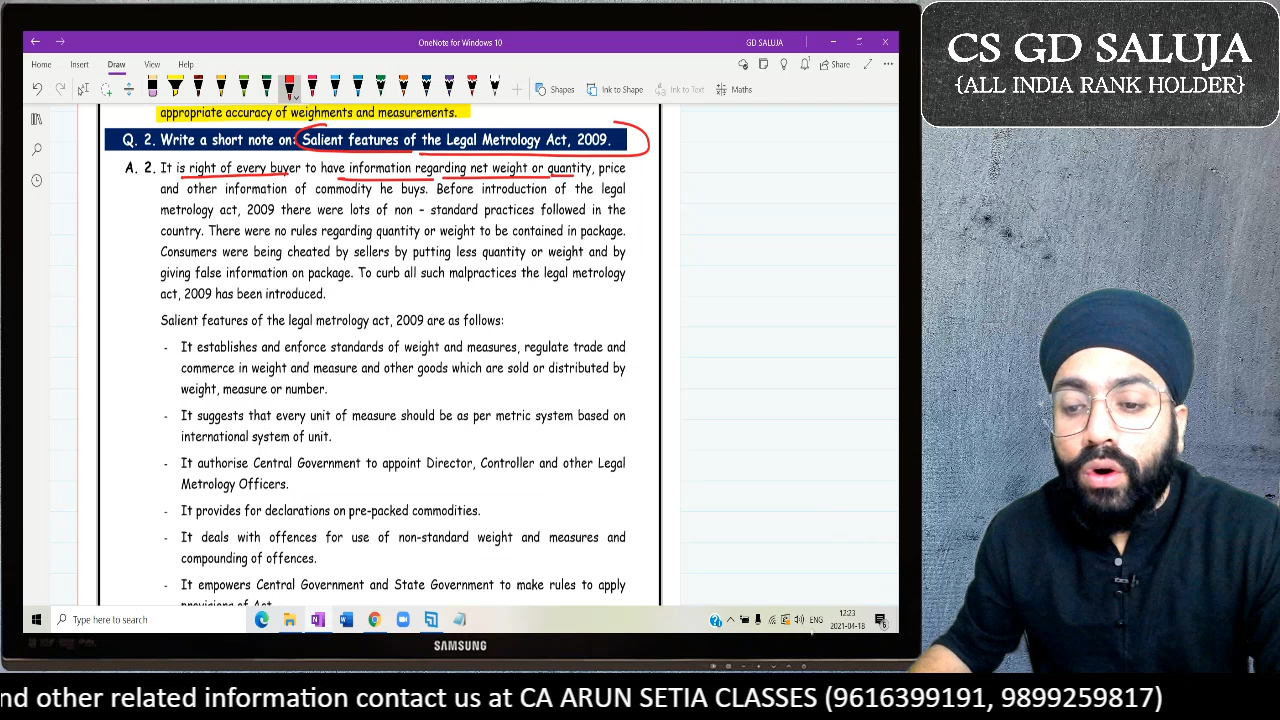 OneNote for Windows 10
GD SALUJA
Home Insert Draw View Help
Share
Shapes
Ink to Shape
Ink to Text
Maths
appropriate accuracy of weighments and measurements.
Q. 2. Write a short note on: Salient features of the Legal Metrology Act, 2009.
A. 2. It is right of every buyer to have information regarding net weight or quantity, price
and other information of commodity he buys. Before introduction of the legal
metrology act, 2009 there were lots of non – standard practices followed in the
country. There were no rules regarding quantity or weight to be contained in package.
Consumers were being cheated by sellers by putting less quantity or weight and by
giving false information on package. To curb all such malpractices the legal metrology
act, 2009 has been introduced.
Salient features of the legal metrology act, 2009 are as follows:
- It establishes and enforce standards of weight and measures, regulate trade and
commerce in weight and measure and other goods which are sold or distributed by
weight, measure or number.
- It suggests that every unit of measure should be as per metric system based on
international system of unit.
- It authorise Central Government to appoint Director, Controller and other Legal
Metrology Officers.
- It provides for declarations on pre-packed commodities.
- It deals with offences for use of non-standard weight and measures and
compounding of offences.
- It empowers Central Government and State Government to make rules to apply
provisions of Act.
Type here to search
ENG
12:23
2021-04-18
SAMSUNG
CS GD SALUJA
{ALL INDIA RANK HOLDER}
nd other related information contact us at CA ARUN SETIA CLASSES (9616399191, 9899259817)